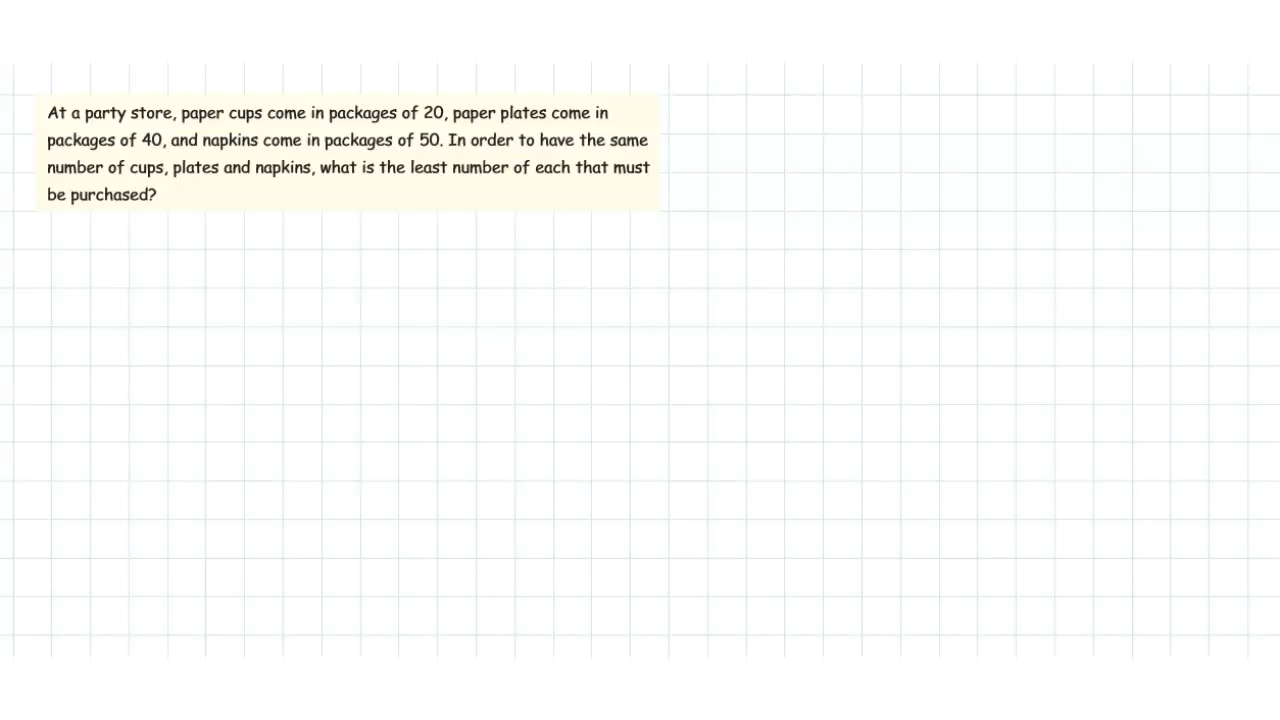 At a party store, paper cups come in packages of 20, paper plates come in
packages of 40, and napkins come in packages of 50. In order to have the same
number of cups, plates and napkins, what is the least number of each that must
be purchased?